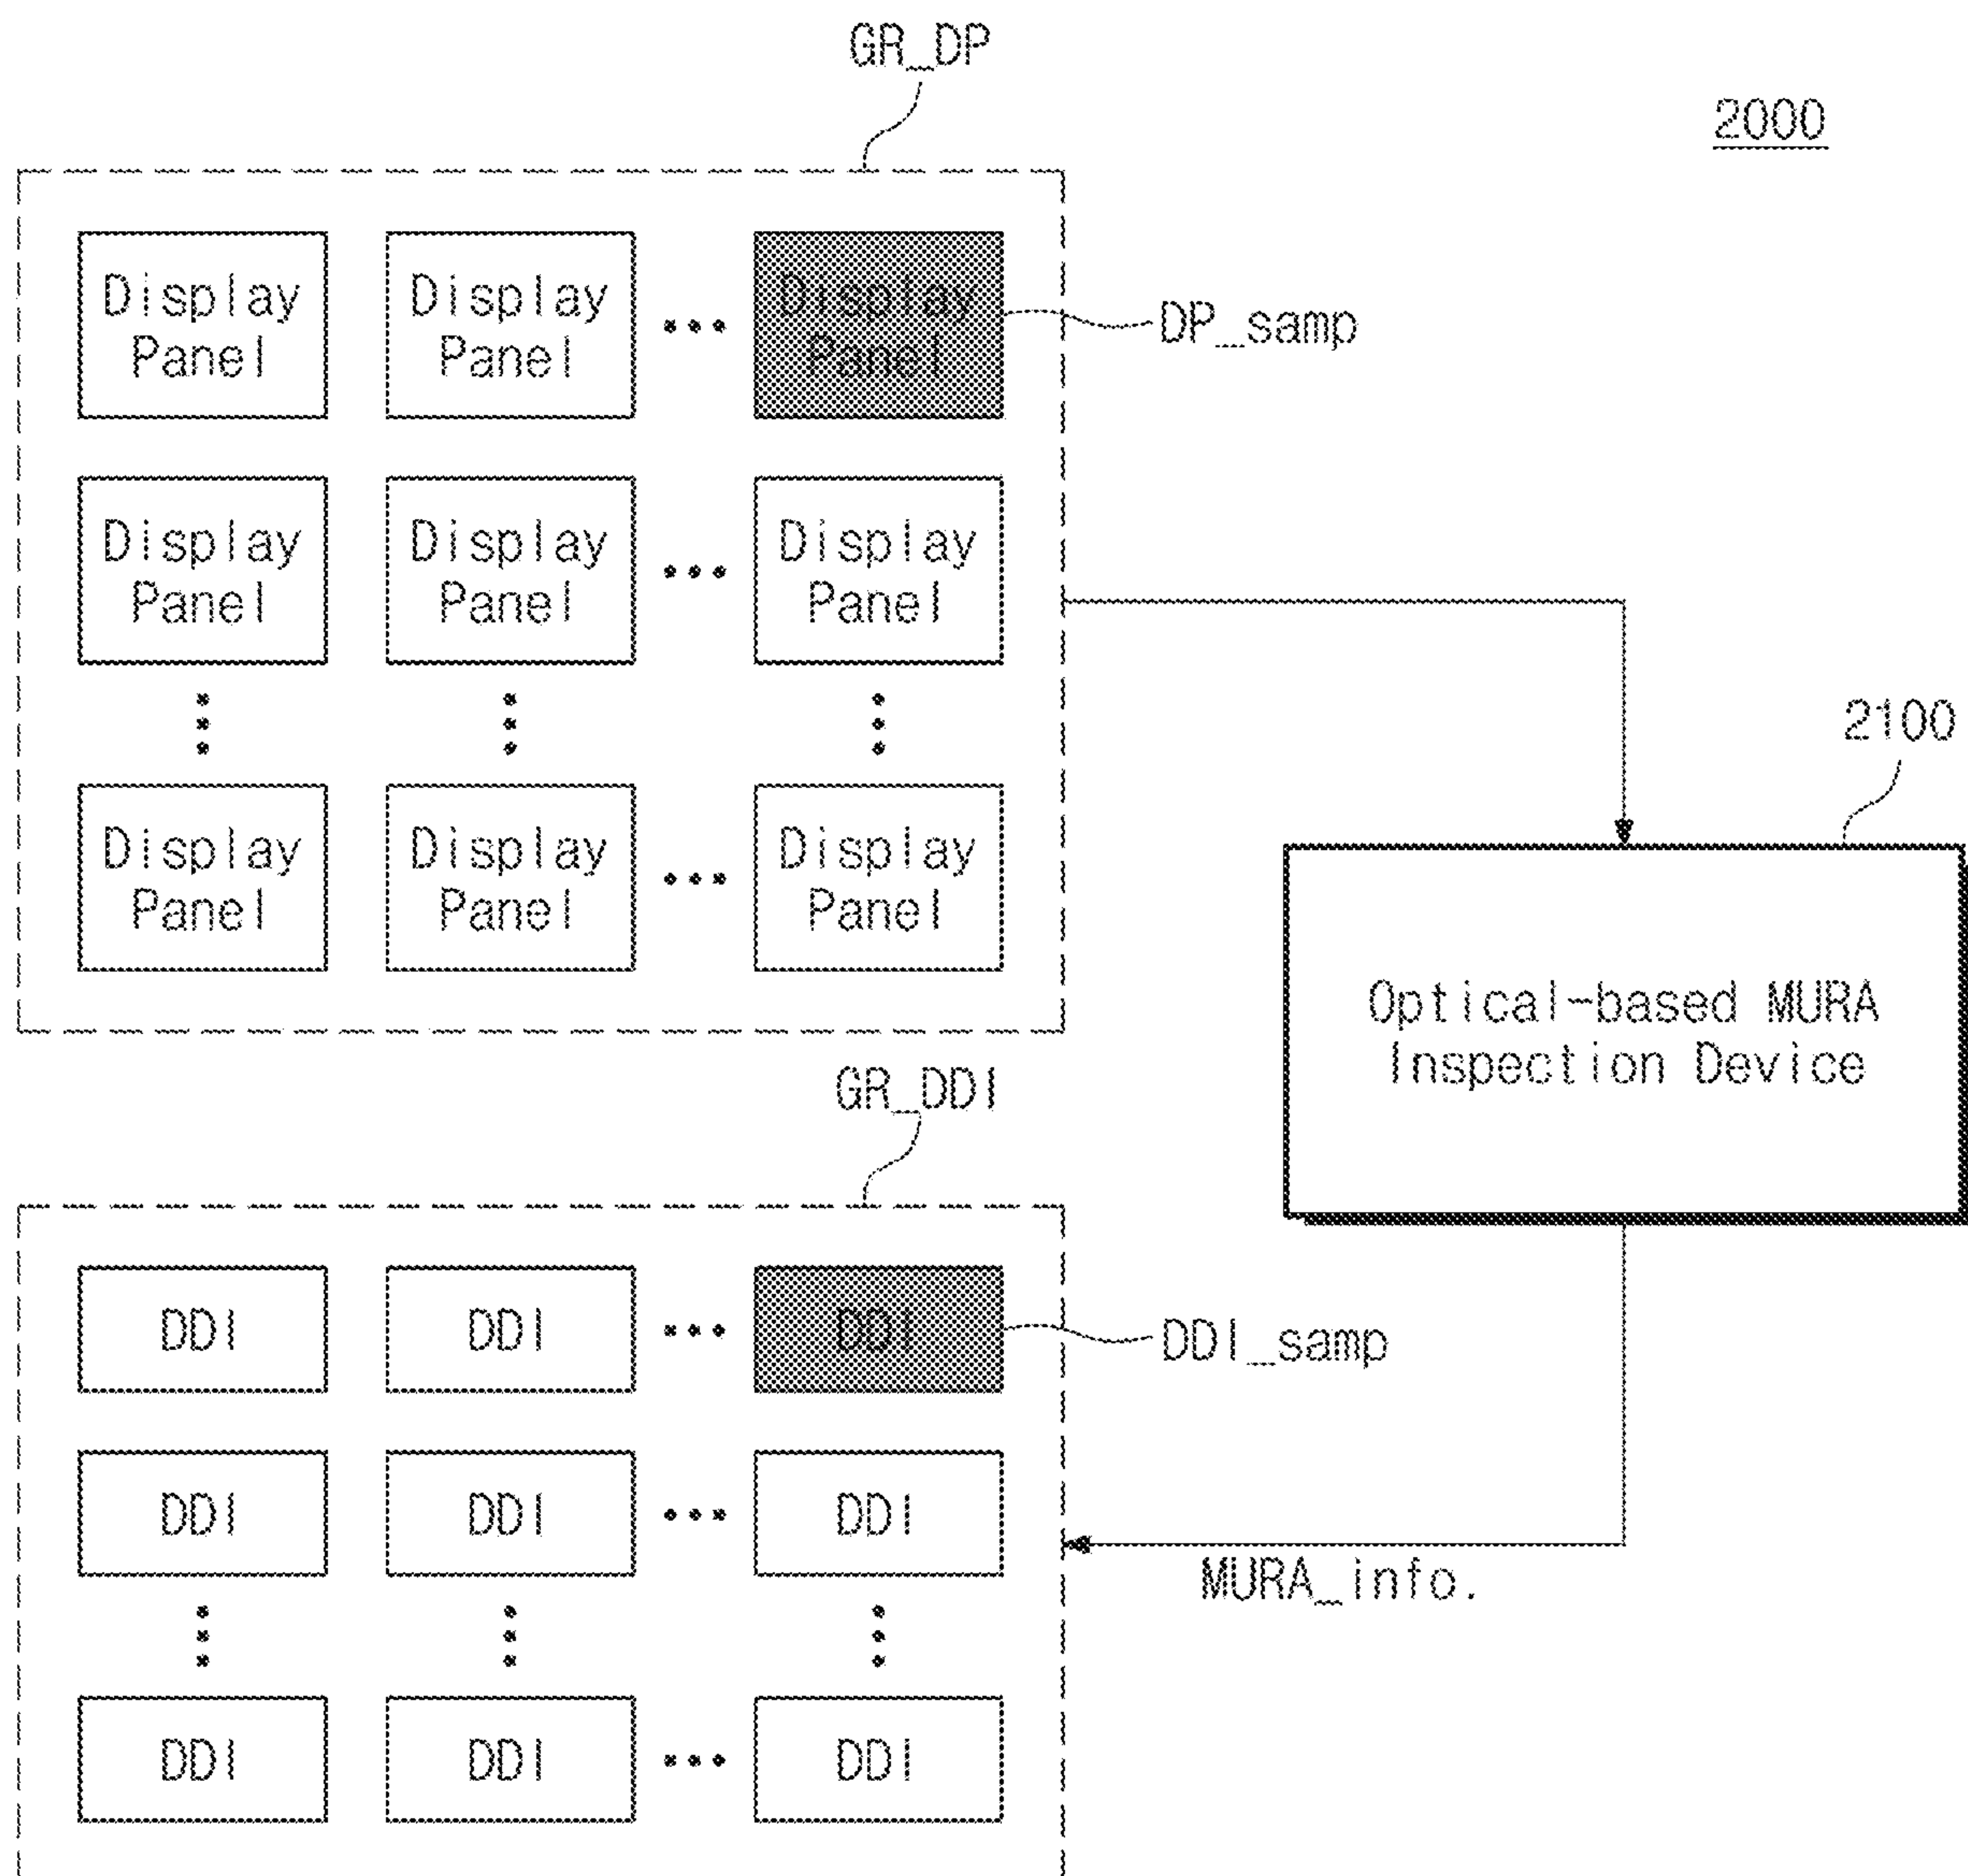 GR_DP
2000
Display
Panel
Display
Panel
Display
Panel
DP_samp
Display
Panel
Display
Panel
Display
Panel
Display
Panel
Display
Panel
Display
Panel
2100
Optical-based MURA
Inspection Device
GR_DDI
DDI
DDI
DDI
DDI_samp
DDI
DDI
DDI
MURA_info.
DDI
DDI
DDI